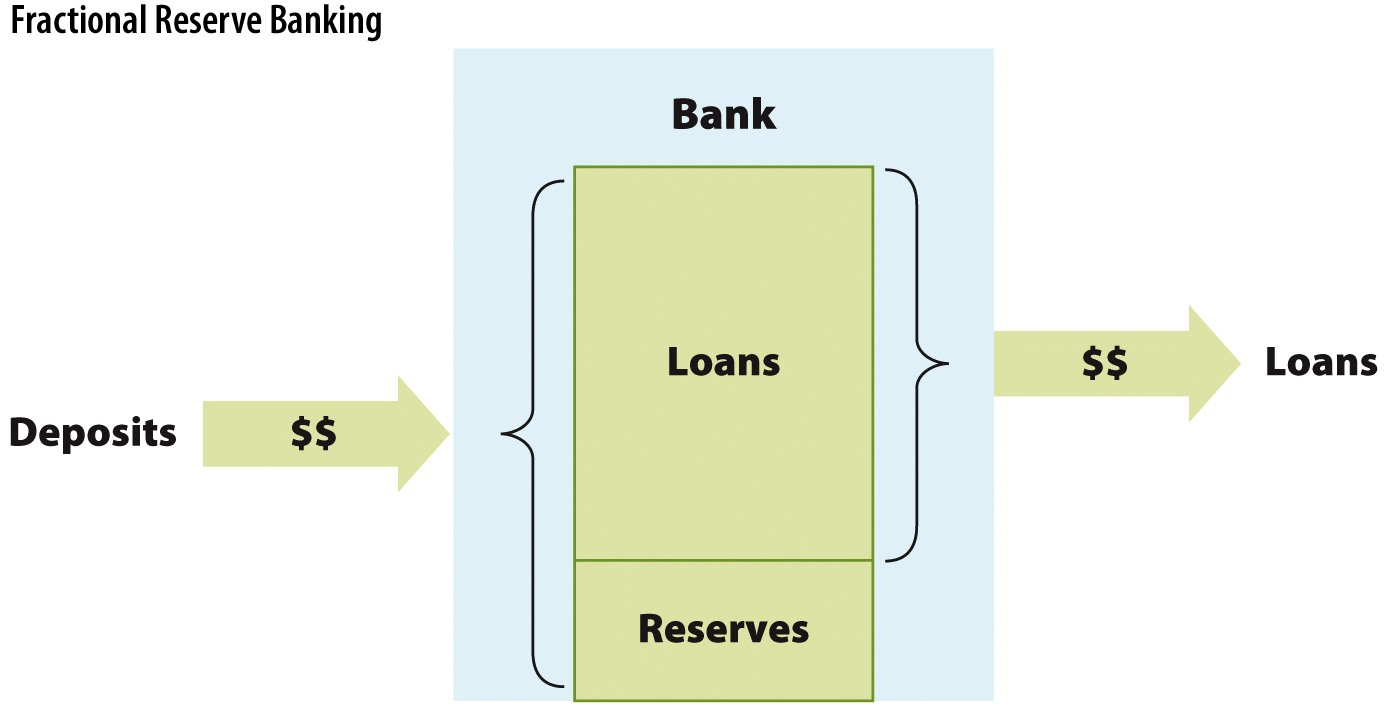 Fractional Reserve Banking
Bank
Loans
$$
Loans
Deposits
$$
Reserves